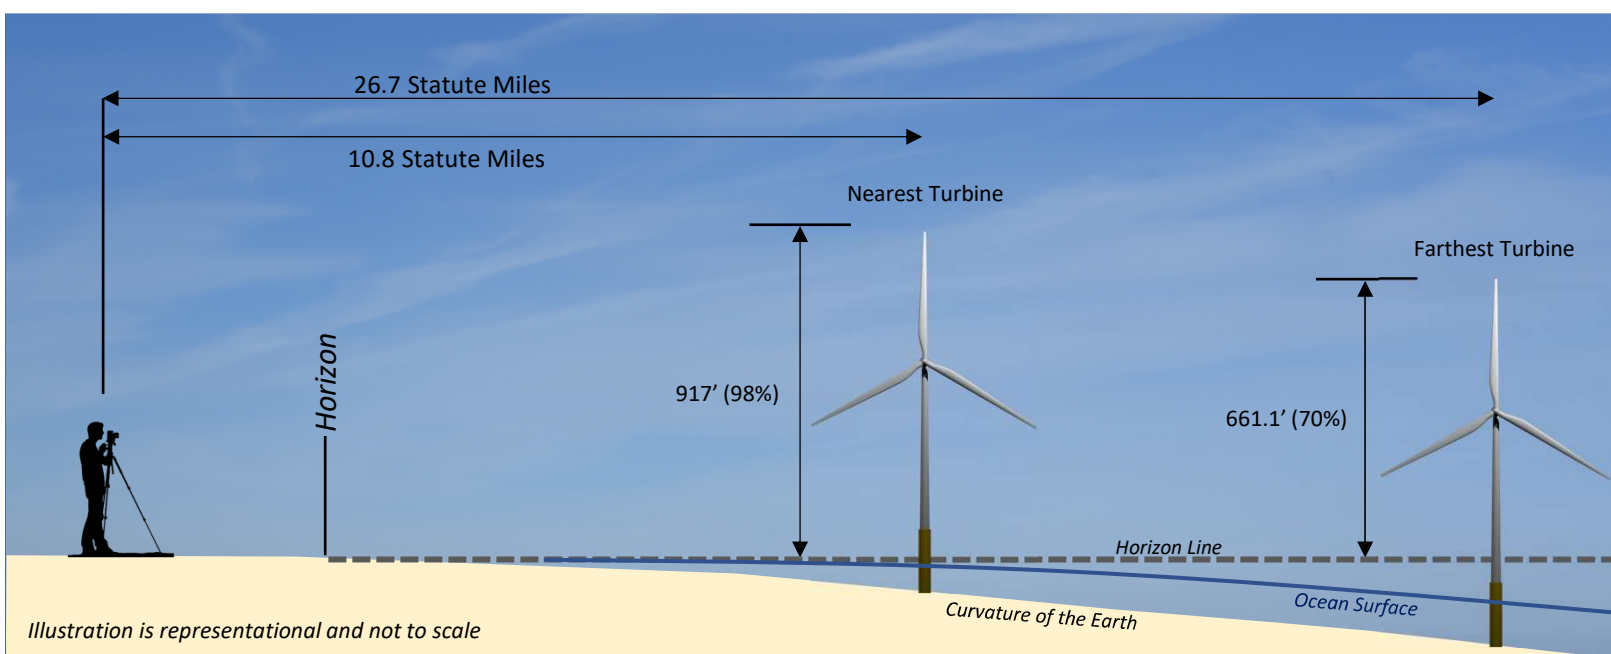 26.7 Statute Miles
10.8 Statute Miles
Nearest Turbine
Farthest Turbine
Horizon
917’ (98%)
661.1’ (70%)
Horizon Line
Ocean Surface
Curvature of the Earth
Illustration is representational and not to scale